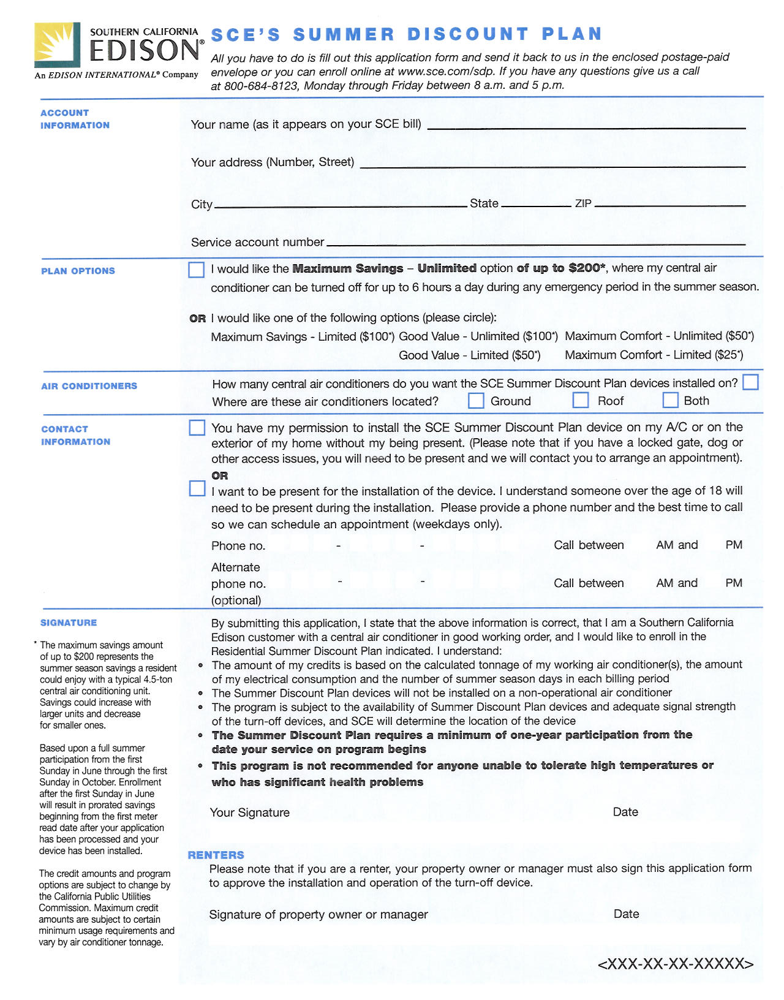 SOUTHERN CALIFORNIA
EDISON®
An EDISON INTERNATIONAL® Company
SCE'S SUMMER DISCOUNT PLAN
All you have to do is fill out this application form and send it back to us in the enclosed postage-paid
envelope or you can enroll online at www.sce.com/sdp. If you have any questions give us a call
at 800-684-8123, Monday through Friday between 8 a.m. and 5 p.m.
ACCOUNT
INFORMATION
Your name (as it appears on your SCE bill)
Your address (Number, Street)
City State ZIP
Service account number
PLAN OPTIONS
I would like the Maximum Savings – Unlimited option of up to $200*, where my central air
conditioner can be turned off for up to 6 hours a day during any emergency period in the summer season.
OR I would like one of the following options (please circle):
Maximum Savings - Limited ($100*) Good Value - Unlimited ($100*) Maximum Comfort - Unlimited ($50*)
Good Value - Limited ($50*) Maximum Comfort - Limited ($25*)
AIR CONDITIONERS
How many central air conditioners do you want the SCE Summer Discount Plan devices installed on?
Where are these air conditioners located? Ground Roof Both
CONTACT
INFORMATION
You have my permission to install the SCE Summer Discount Plan device on my A/C or on the
exterior of my home without my being present. (Please note that if you have a locked gate, dog or
other access issues, you will need to be present and we will contact you to arrange an appointment).
OR
I want to be present for the installation of the device. I understand someone over the age of 18 will
need to be present during the installation. Please provide a phone number and the best time to call
so we can schedule an appointment (weekdays only).
Phone no. - - Call between AM and PM
Alternate
phone no. - - Call between AM and PM
(optional)
SIGNATURE
* The maximum savings amount
of up to $200 represents the
summer season savings a resident
could enjoy with a typical 4.5-ton
central air conditioning unit.
Savings could increase with
larger units and decrease
for smaller ones.
Based upon a full summer
participation from the first
Sunday in June through the first
Sunday in October. Enrollment
after the first Sunday in June
will result in prorated savings
beginning from the first meter
read date after your application
has been processed and your
device has been installed.
The credit amounts and program
options are subject to change by
the California Public Utilities
Commission. Maximum credit
amounts are subject to certain
minimum usage requirements and
vary by air conditioner tonnage.
By submitting this application, I state that the above information is correct, that I am a Southern California
Edison customer with a central air conditioner in good working order, and I would like to enroll in the
Residential Summer Discount Plan indicated. I understand:
• The amount of my credits is based on the calculated tonnage of my working air conditioner(s), the amount
of my electrical consumption and the number of summer season days in each billing period
• The Summer Discount Plan devices will not be installed on a non-operational air conditioner
• The program is subject to the availability of Summer Discount Plan devices and adequate signal strength
of the turn-off devices, and SCE will determine the location of the device
• The Summer Discount Plan requires a minimum of one-year participation from the
date your service on program begins
• This program is not recommended for anyone unable to tolerate high temperatures or
who has significant health problems
Your Signature Date
RENTERS
Please note that if you are a renter, your property owner or manager must also sign this application form
to approve the installation and operation of the turn-off device.
Signature of property owner or manager Date
<XXX-XX-XX-XXXXX>